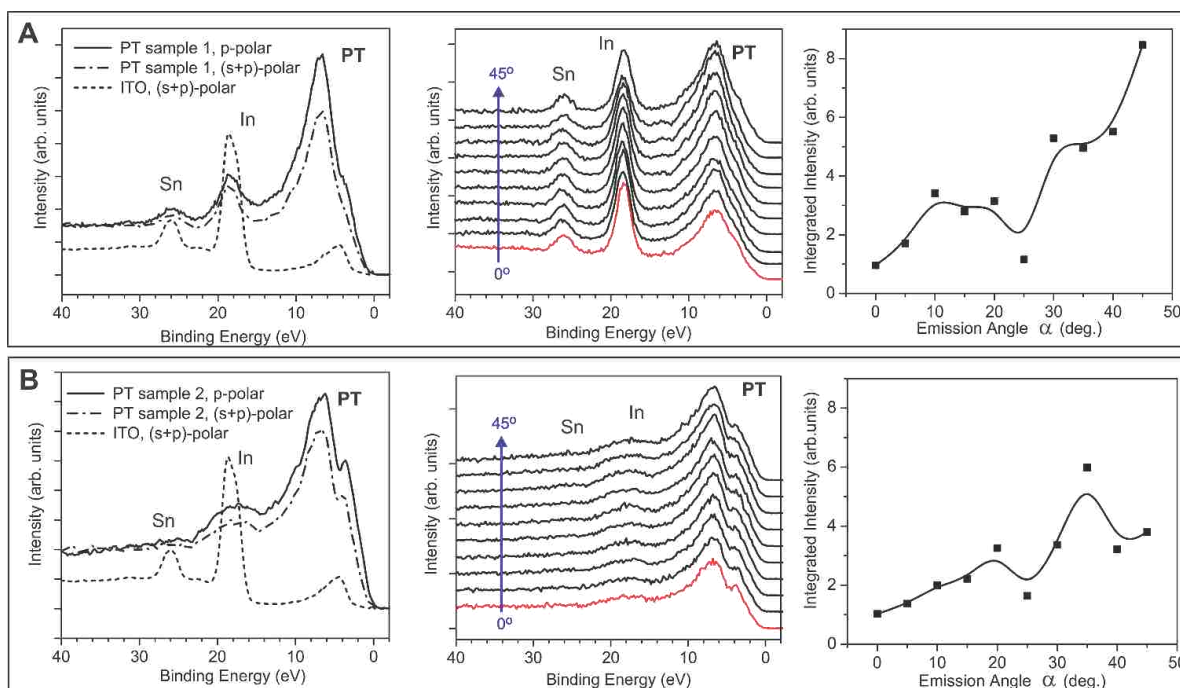 A
PT sample 1, p-polar
PT sample 1, (s+p)-polar
ITO, (s+p)-polar
PT
In
Sn
Intensity (arb. units)
40 30 20 10 0
Binding Energy (eV)
PT
In
Sn
45º
0º
Intensity (arb. units)
40 30 20 10 0
Binding Energy (eV)
8
6
4
2
0
Intergrated Intensity (arb. units)
0 10 20 30 40 50
Emission Angle α (deg.)
B
PT sample 2, p-polar
PT sample 2, (s+p)-polar
ITO, (s+p)-polar
PT
In
Sn
Intensity (arb. units)
40 30 20 10 0
Binding Energy (eV)
PT
In
Sn
45º
0º
Intensity (arb. units)
40 30 20 10 0
Binding Energy (eV)
8
6
4
2
0
Integrated Intensity (arb.units)
0 10 20 30 40 50
Emission Angle α (deg.)